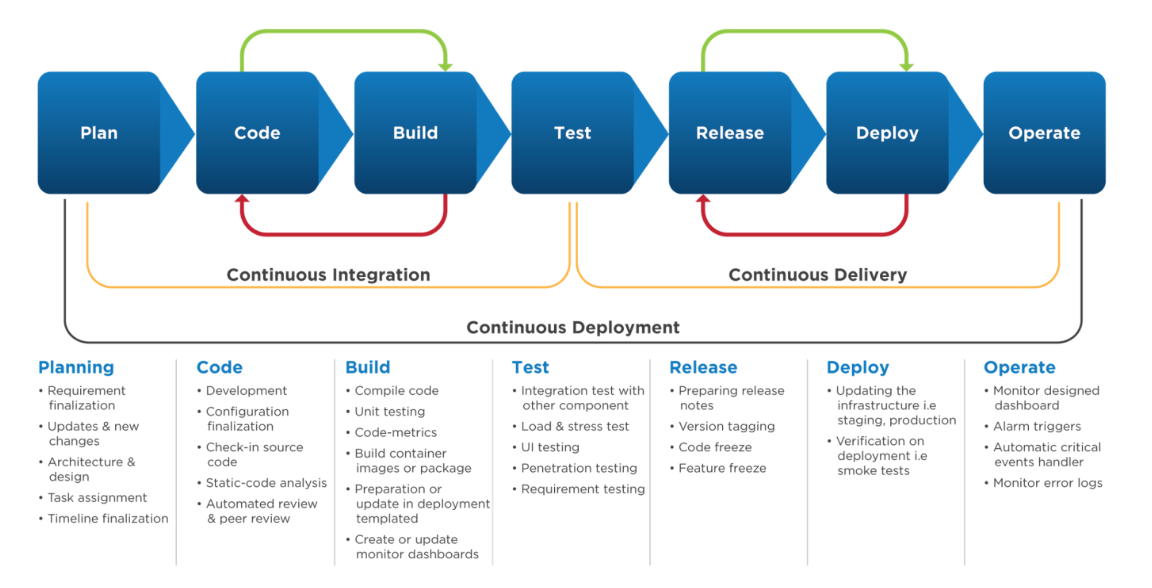 Plan
Code
Build
Test
Release
Deploy
Operate
Continuous Integration
Continuous Delivery
Continuous Deployment
Planning
• Requirement
finalization
• Updates & new
changes
• Architecture &
design
• Task assignment
• Timeline finalization
Code
• Development
• Configuration
finalization
• Check-in source
code
• Static-code analysis
• Automated review
& peer review
Build
• Compile code
• Unit testing
• Code-metrics
• Build container
images or package
• Preparation or
update in deployment
templated
• Create or update
monitor dashboards
Test
• Integration test with
other component
• Load & stress test
• UI testing
• Penetration testing
• Requirement testing
Release
• Preparing release
notes
• Version tagging
• Code freeze
• Feature freeze
Deploy
• Updating the
infrastructure i.e
staging, production
• Verification on
deployment i.e
smoke tests
Operate
• Monitor designed
dashboard
• Alarm triggers
• Automatic critical
events handler
• Monitor error logs